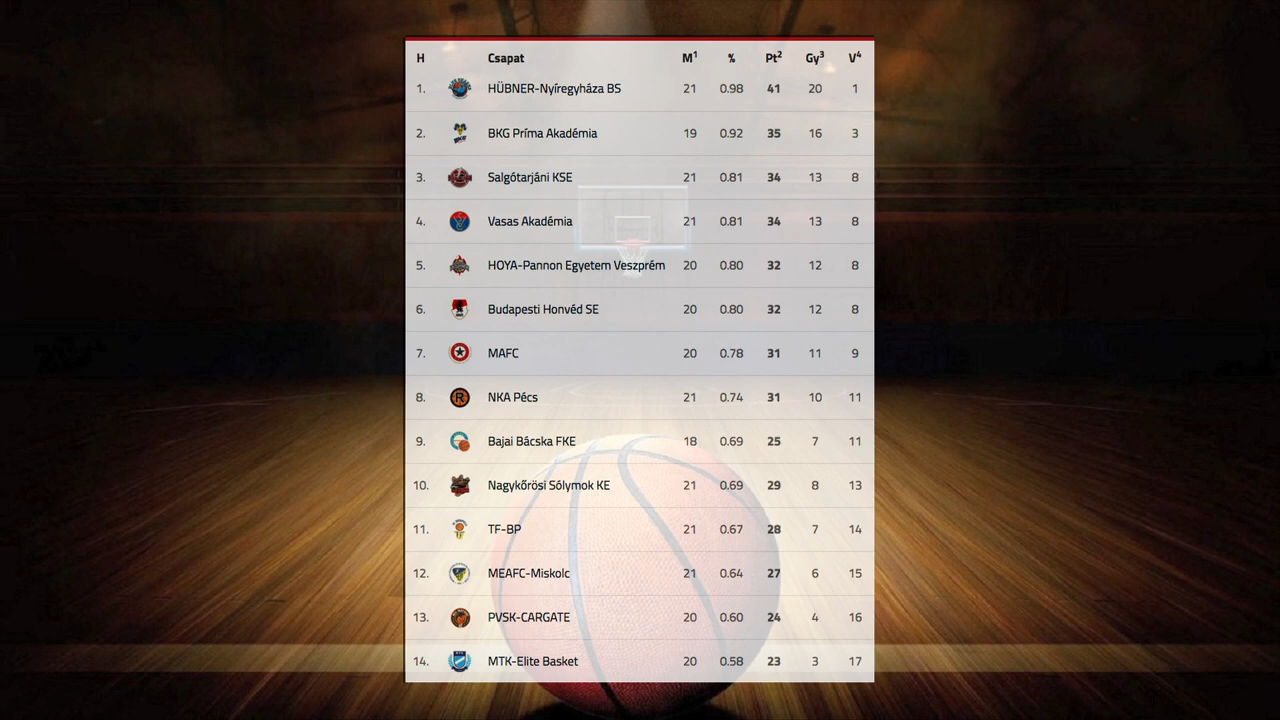 H Csapat M¹ % Pt² Gy³ V⁴
1. HÜBNER-Nyíregyháza BS 21 0.98 41 20 1
2. BKG Príma Akadémia 19 0.92 35 16 3
3. Salgótarjáni KSE 21 0.81 34 13 8
4. Vasas Akadémia 21 0.81 34 13 8
5. HOYA-Pannon Egyetem Veszprém 20 0.80 32 12 8
6. Budapesti Honvéd SE 20 0.80 32 12 8
7. MAFC 20 0.78 31 11 9
8. NKA Pécs 21 0.74 31 10 11
9. Bajai Bácska FKE 18 0.69 25 7 11
10. Nagykőrösi Sólymok KE 21 0.69 29 8 13
11. TF-BP 21 0.67 28 7 14
12. MEAFC-Miskolc 21 0.64 27 6 15
13. PVSK-CARGATE 20 0.60 24 4 16
14. MTK-Elite Basket 20 0.58 23 3 17